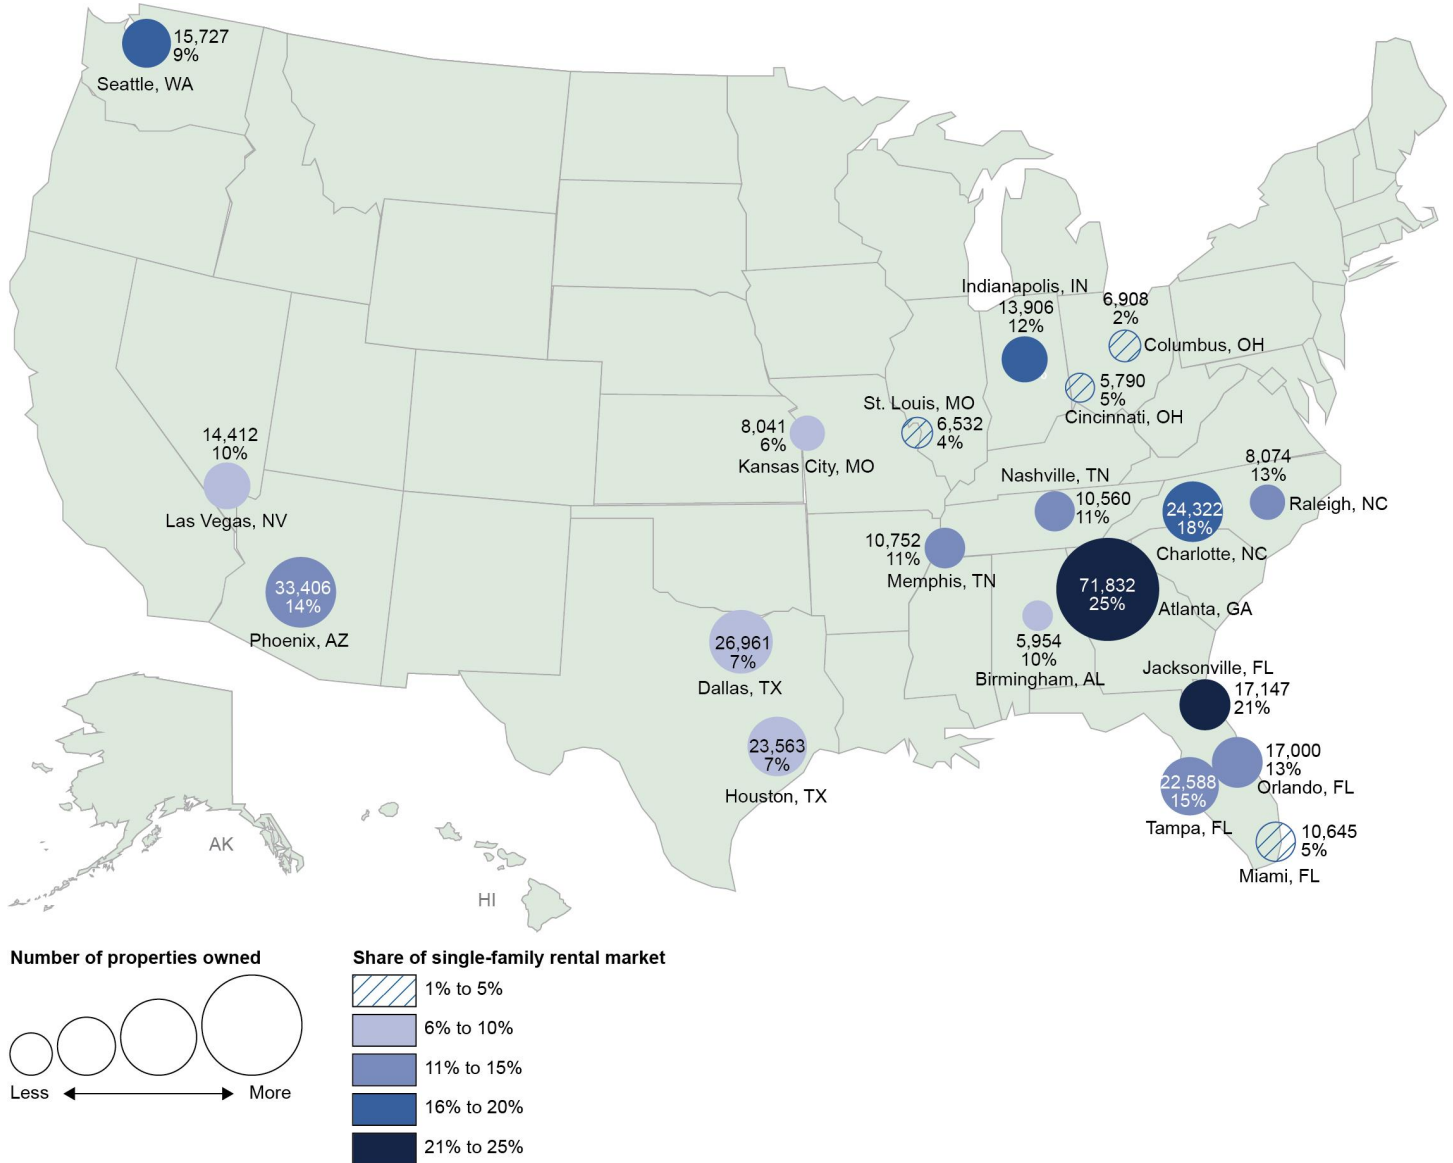 15,727
9%
Seattle, WA
Indianapolis, IN
13,906
12%
6,908
2%
Columbus, OH
5,790
5%
Cincinnati, OH
St. Louis, MO
6,532
4%
8,041
6%
Kansas City, MO
14,412
10%
Las Vegas, NV
Nashville, TN
10,560
11%
8,074
13%
Raleigh, NC
24,322
18%
Charlotte, NC
10,752
11%
Memphis, TN
33,406
14%
Phoenix, AZ
71,832
25%
Atlanta, GA
26,961
7%
Dallas, TX
5,954
10%
Birmingham, AL
Jacksonville, FL
17,147
21%
23,563
7%
Houston, TX
17,000
13%
Orlando, FL
22,588
15%
Tampa, FL
10,645
5%
Miami, FL
AK
HI
Number of properties owned
Less
More
Share of single-family rental market
1% to 5%
6% to 10%
11% to 15%
16% to 20%
21% to 25%